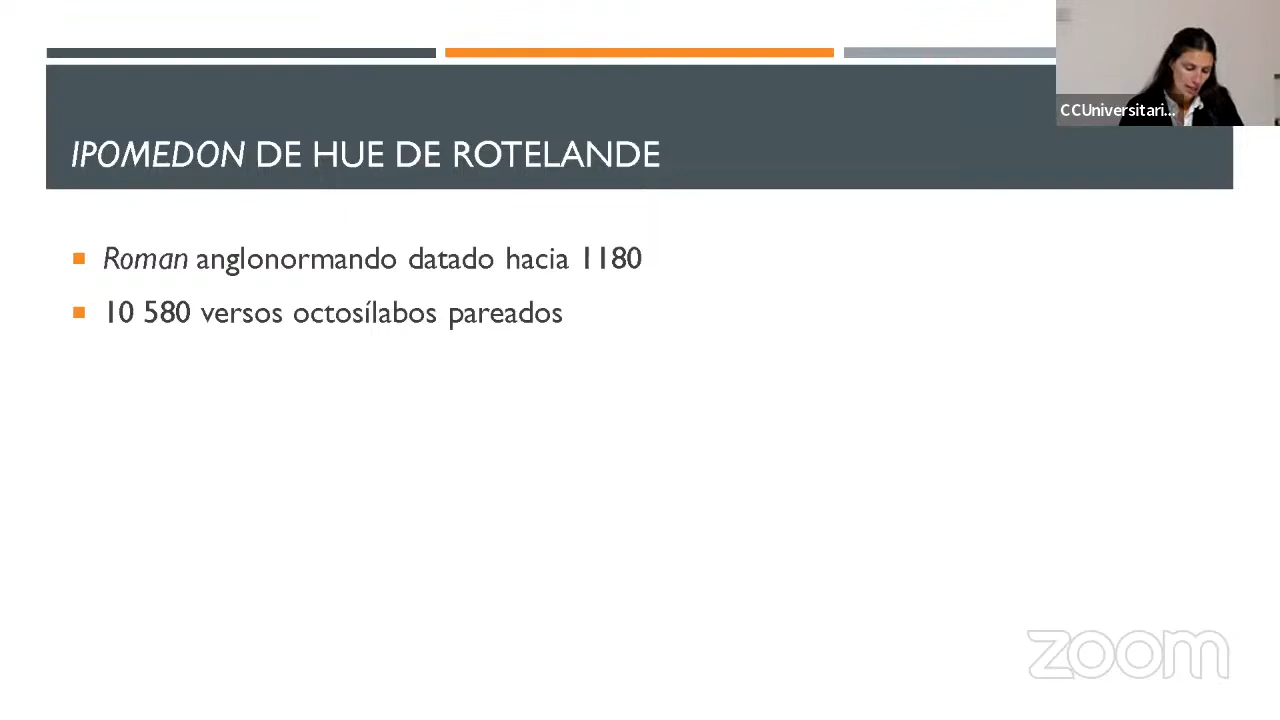 CCUniversitari...
IPOMEDON DE HUE DE ROTELANDE
Roman anglonormando datado hacia 1180
10 580 versos octosílabos pareados
zoom